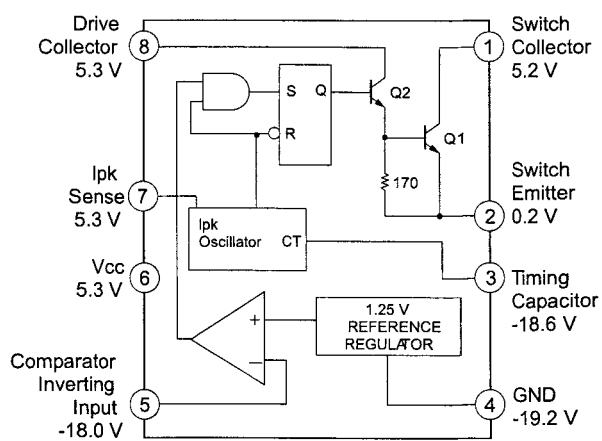 Drive
Collector
5.3 V
8
Switch
Collector
5.2 V
1
S
Q
R
Q2
Q1
170
Ipk
Sense
5.3 V
7
Switch
Emitter
0.2 V
2
Ipk
Oscillator
CT
Vcc
5.3 V
6
3
Timing
Capacitor
-18.6 V
+
−
1.25 V
REFERENCE
REGULATOR
Comparator
Inverting
Input
-18.0 V
5
4
GND
-19.2 V